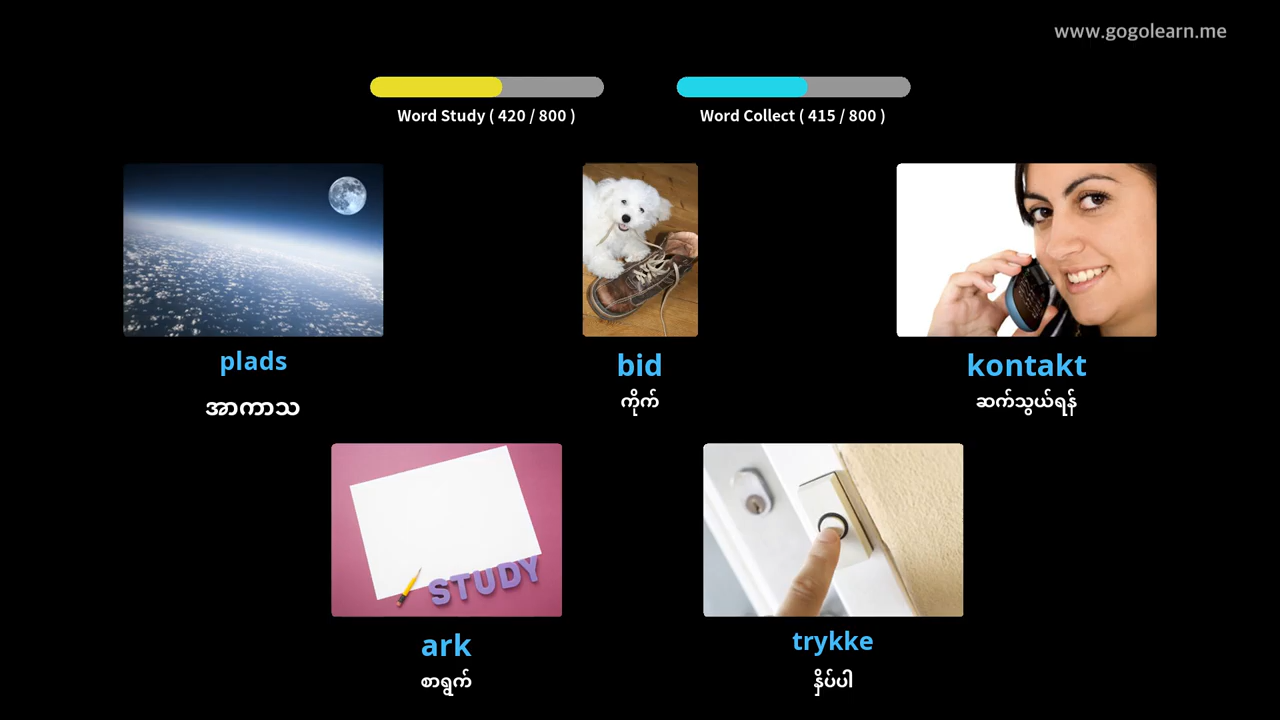 www.gogolearn.me
Word Study ( 420 / 800 )
Word Collect ( 415 / 800 )
plads
အာကာသ
bid
ကိုက်
kontakt
ဆက်သွယ်ရန်
STUDY
ark
စာရွက်
trykke
နှိပ်ပါ